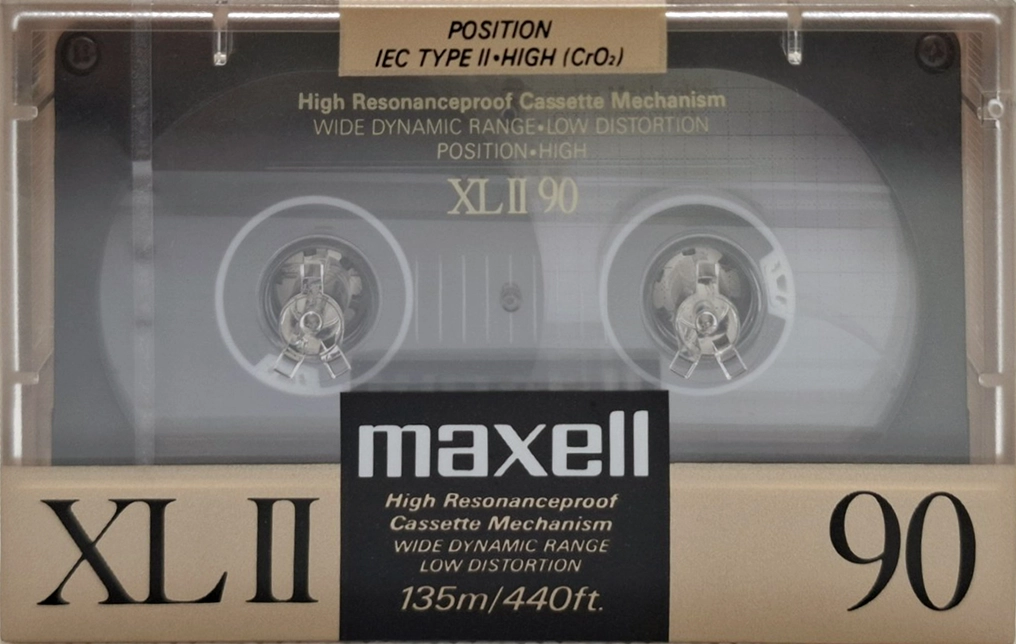 POSITION
IEC TYPE II•HIGH (CrO₂)
High Resonanceproof Cassette Mechanism
WIDE DYNAMIC RANGE•LOW DISTORTION
POSITION•HIGH
XL II 90
maxell
High Resonanceproof
Cassette Mechanism
WIDE DYNAMIC RANGE
LOW DISTORTION
135m/440ft.
XL II
90